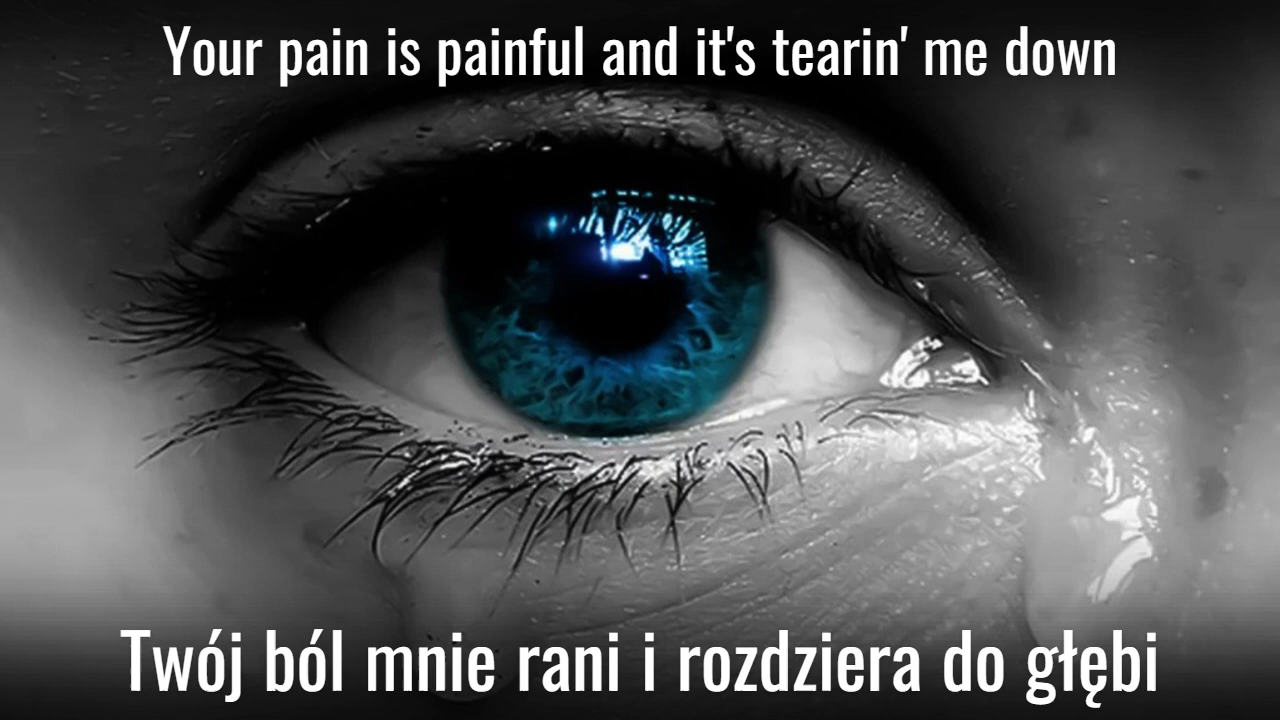 Your pain is painful and it's tearin' me down
Twój ból mnie rani i rozdziera do głębi